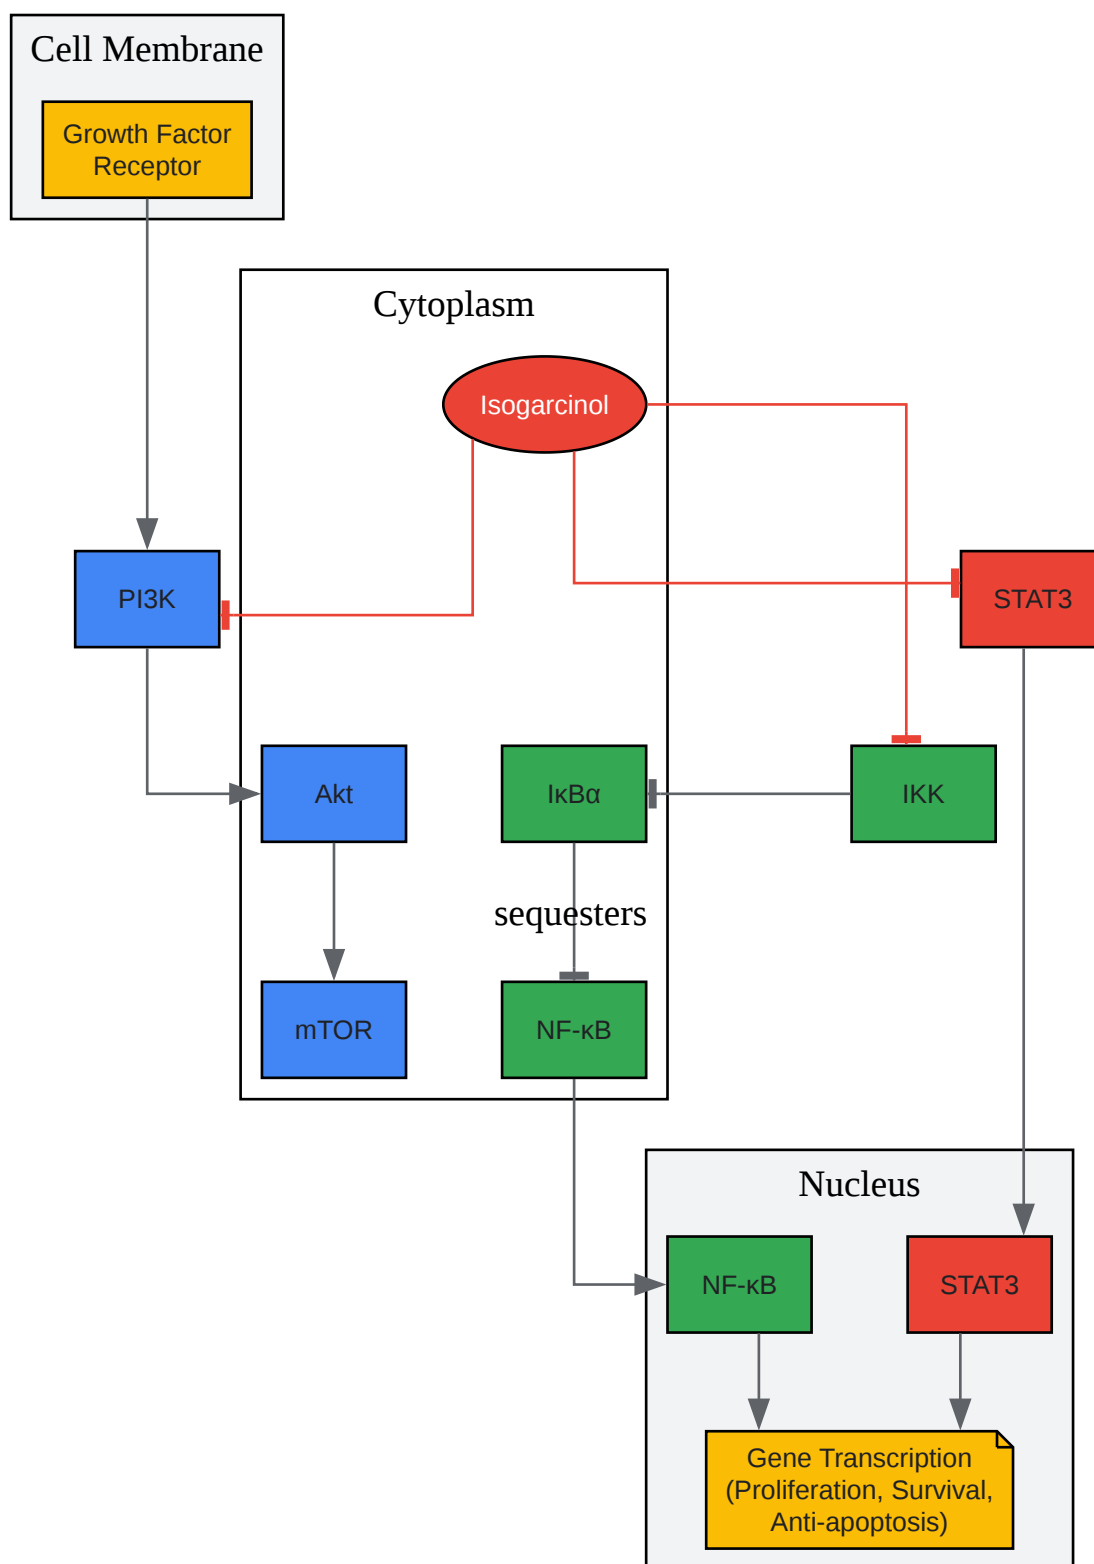 Cell Membrane
Growth Factor
Receptor
Cytoplasm
Isogarcinol
PI3K
STAT3
Akt
IκBα
IKK
sequesters
mTOR
NF-κB
Nucleus
NF-κB
STAT3
Gene Transcription
(Proliferation, Survival,
Anti-apoptosis)